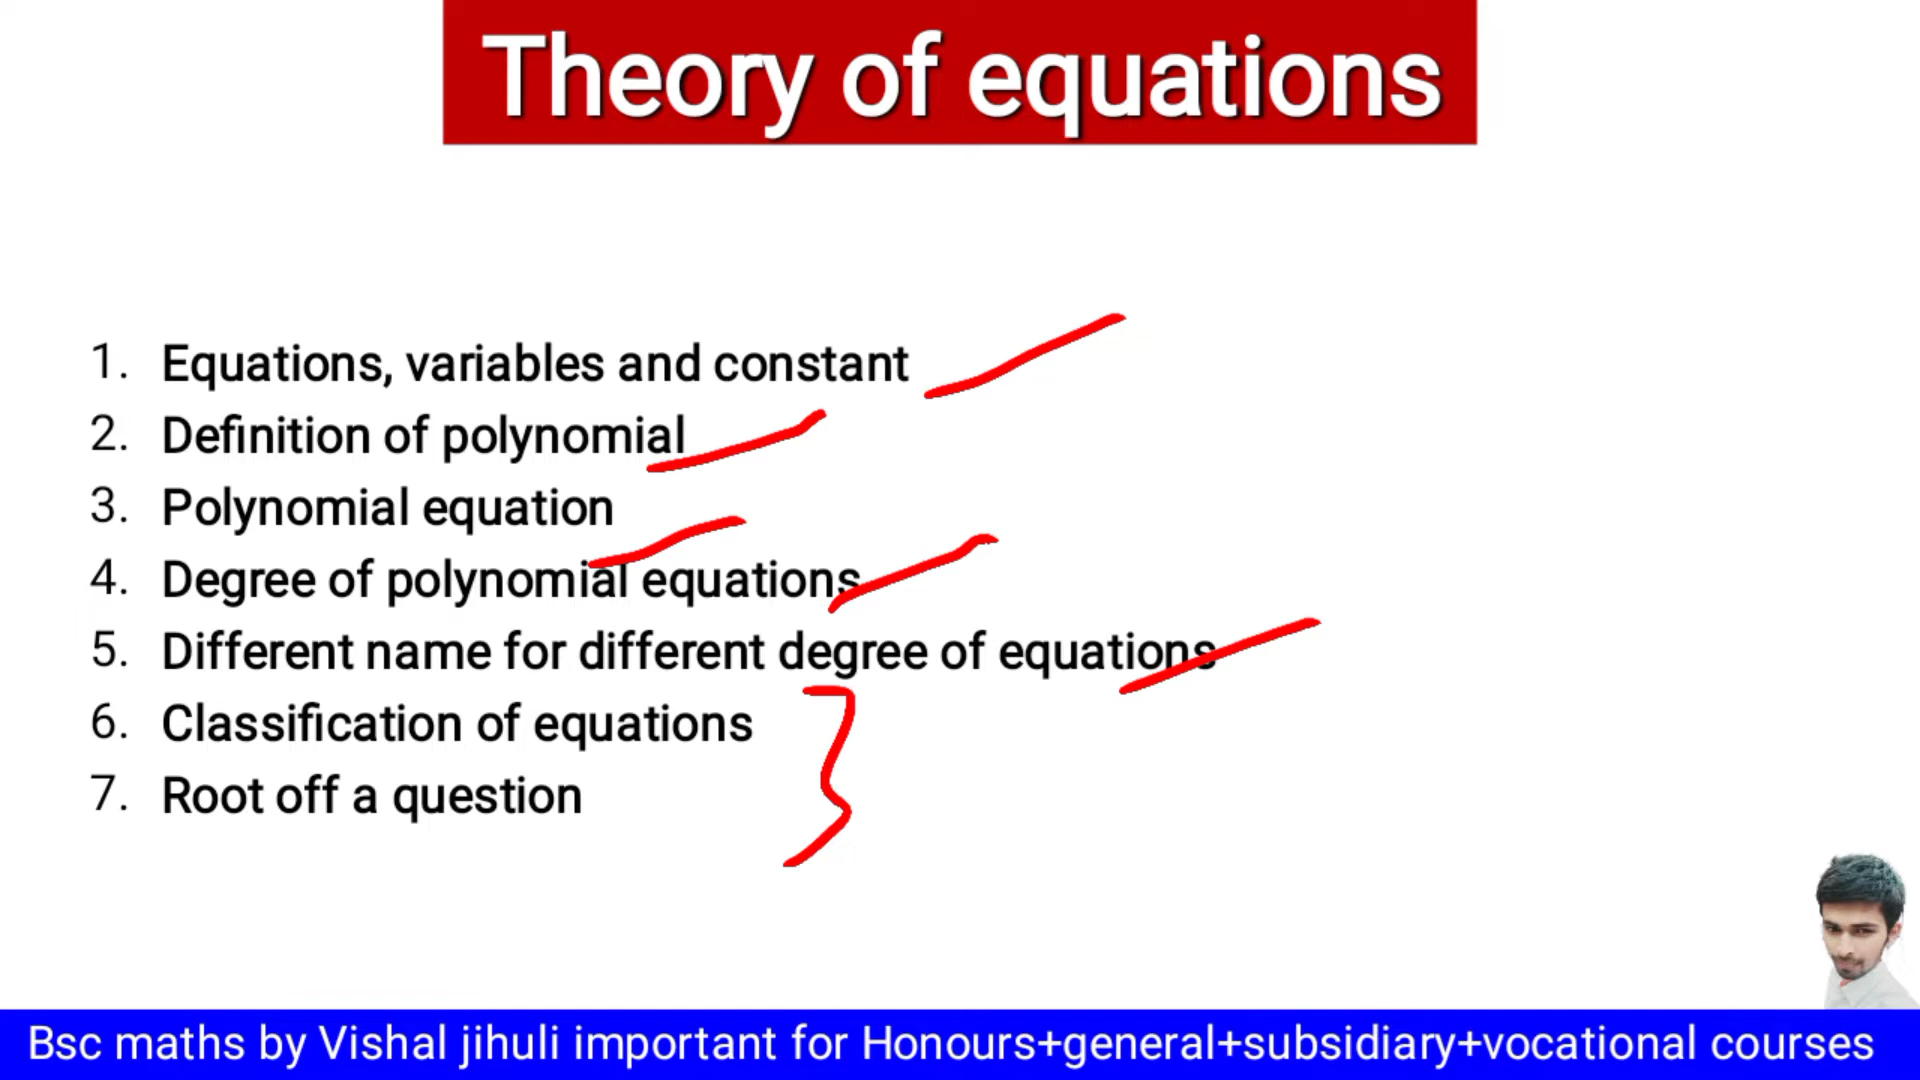 Theory of equations
1. Equations, variables and constant
2. Definition of polynomial
3. Polynomial equation
4. Degree of polynomial equations
5. Different name for different degree of equations
6. Classification of equations
7. Root off a question
Bsc maths by Vishal jihuli important for Honours+general+subsidiary+vocational courses